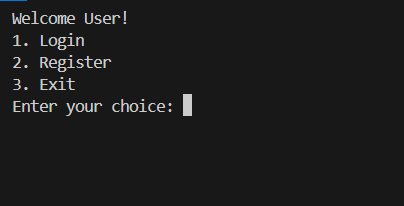 Welcome User!
1. Login
2. Register
3. Exit
Enter your choice: